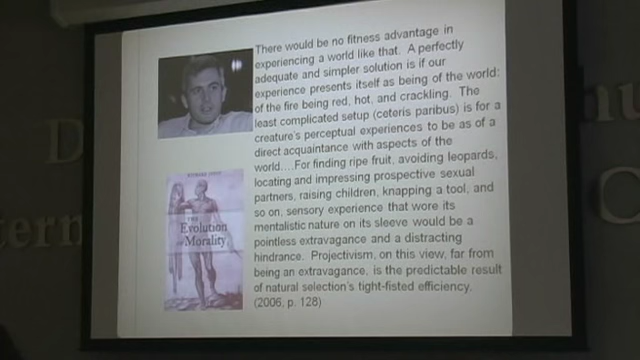 There would be no fitness advantage in
experiencing a world like that. A perfectly
adequate and simpler solution is if our
experience presents itself as being of the world:
of the fire being red, hot, and crackling. The
least complicated setup (ceteris paribus) is for a
creature's perceptual experiences to be as of a
direct acquaintance with aspects of the
world....For finding ripe fruit, avoiding leopards,
locating and impressing prospective sexual
partners, raising children, knapping a tool, and
so on, sensory experience that wore its
mentalistic nature on its sleeve would be a
pointless extravagance and a distracting
hindrance. Projectivism, on this view, far from
being an extravagance, is the predictable result
of natural selection's tight-fisted efficiency.
(2006, p. 128)
THE
Evolution
of Morality